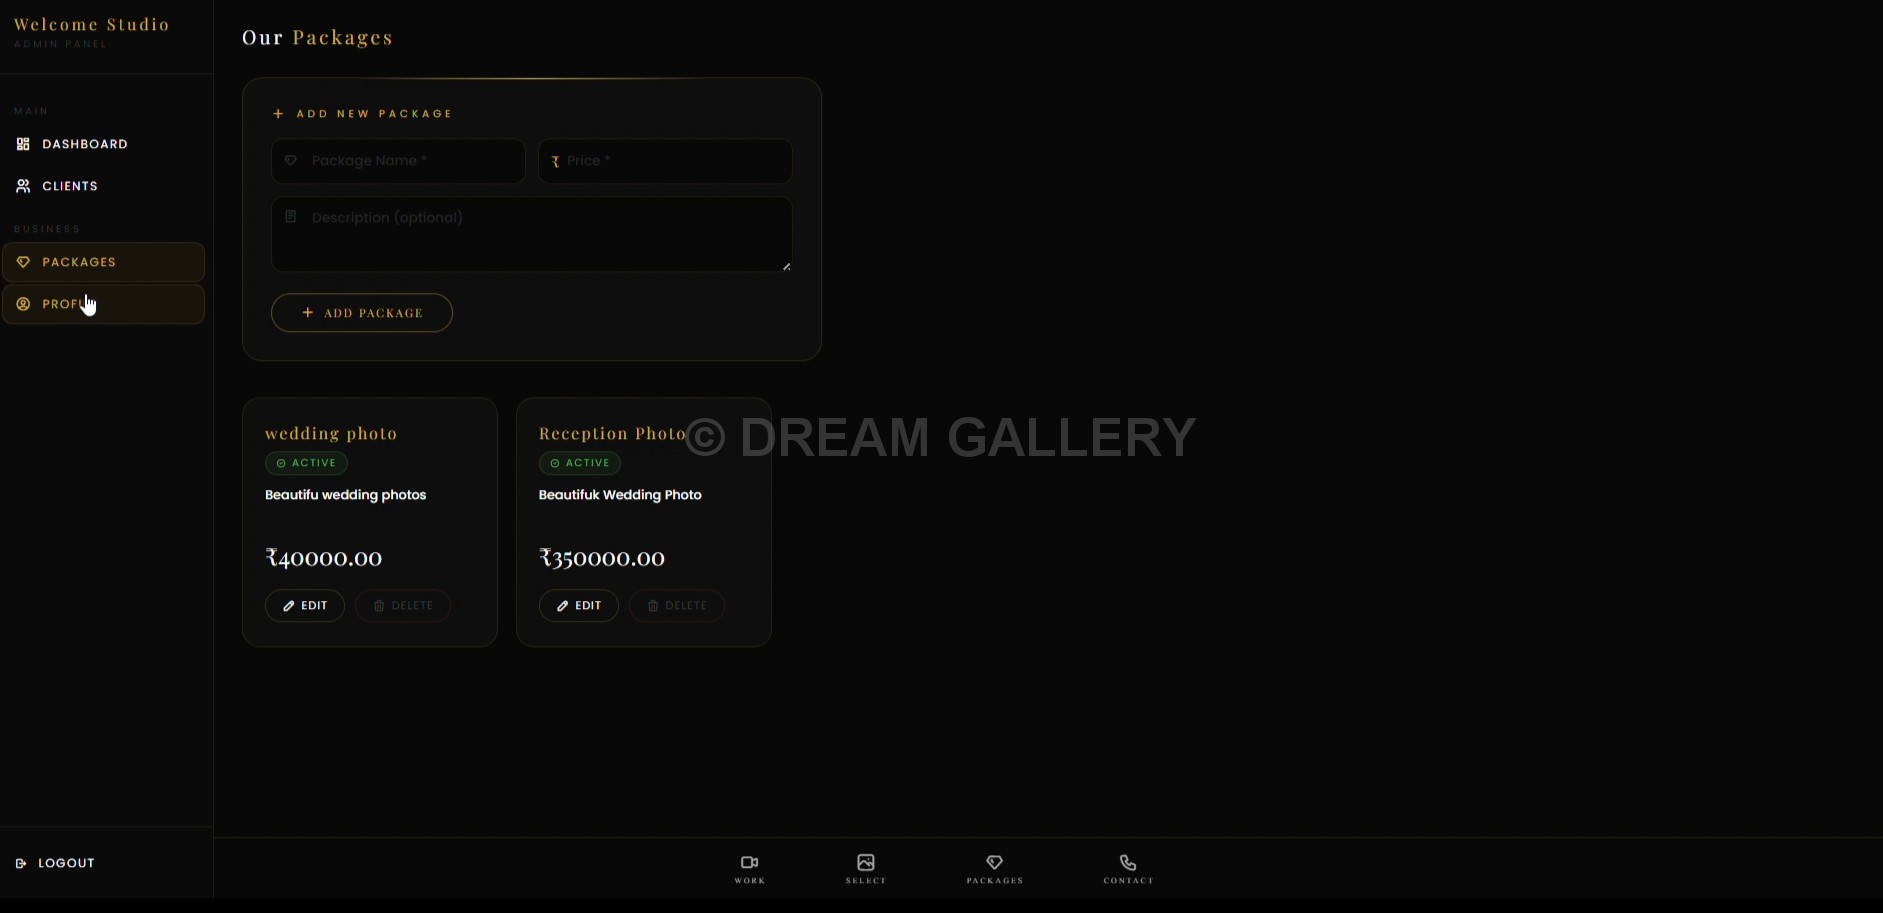 Welcome Studio
ADMIN PANEL
MAIN
DASHBOARD
CLIENTS
BUSINESS
PACKAGES
LOGOUT
Our Packages
+ ADD NEW PACKAGE
Package Name *
₹ Price *
Description (optional)
+ ADD PACKAGE
wedding photo
ACTIVE
Beautifu wedding photos
₹40000.00
EDIT
DELETE
Reception Photo
ACTIVE
Beautifuk Wedding Photo
₹350000.00
EDIT
DELETE
© DREAM GALLERY
WORK
SELECT
PACKAGES
CONTACT